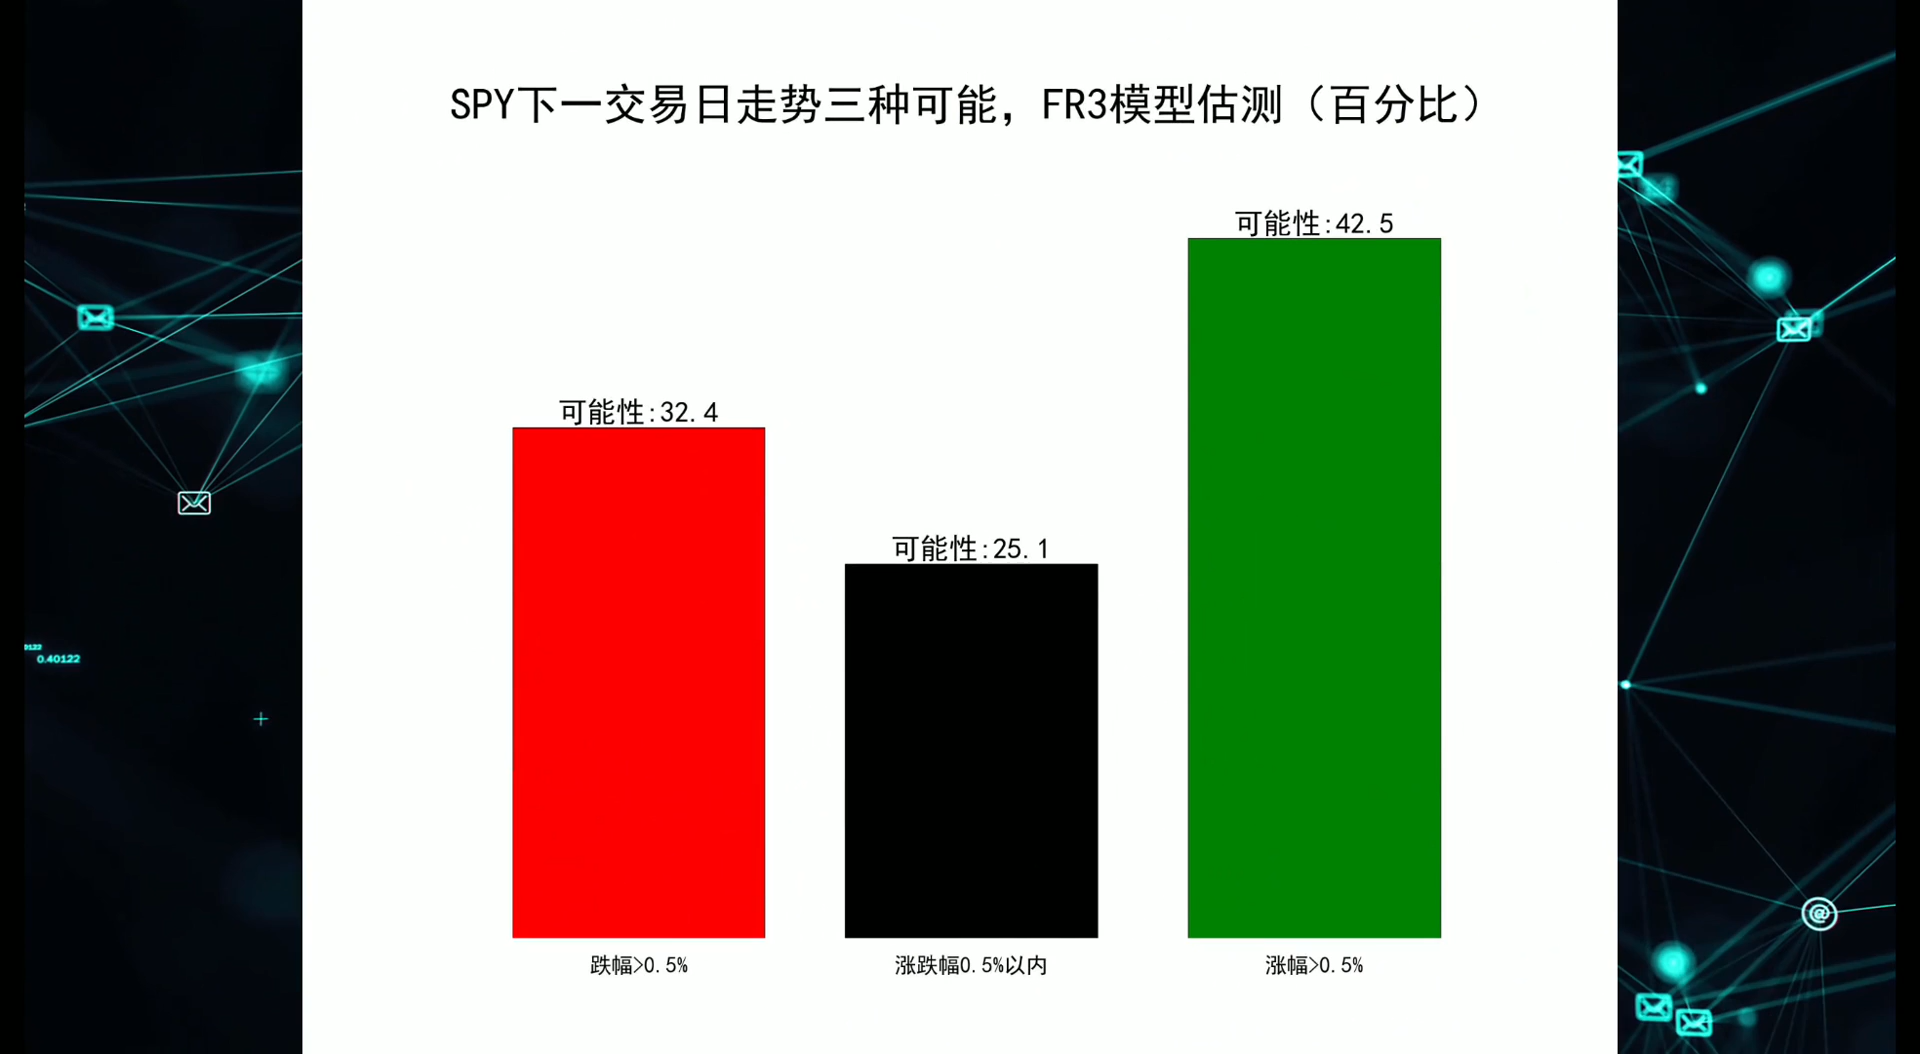 SPY下一交易日走势三种可能，FR3模型估测（百分比）
可能性:42.5
可能性:32.4
可能性:25.1
0.40122
跌幅>0.5%
涨跌幅0.5%以内
涨幅>0.5%